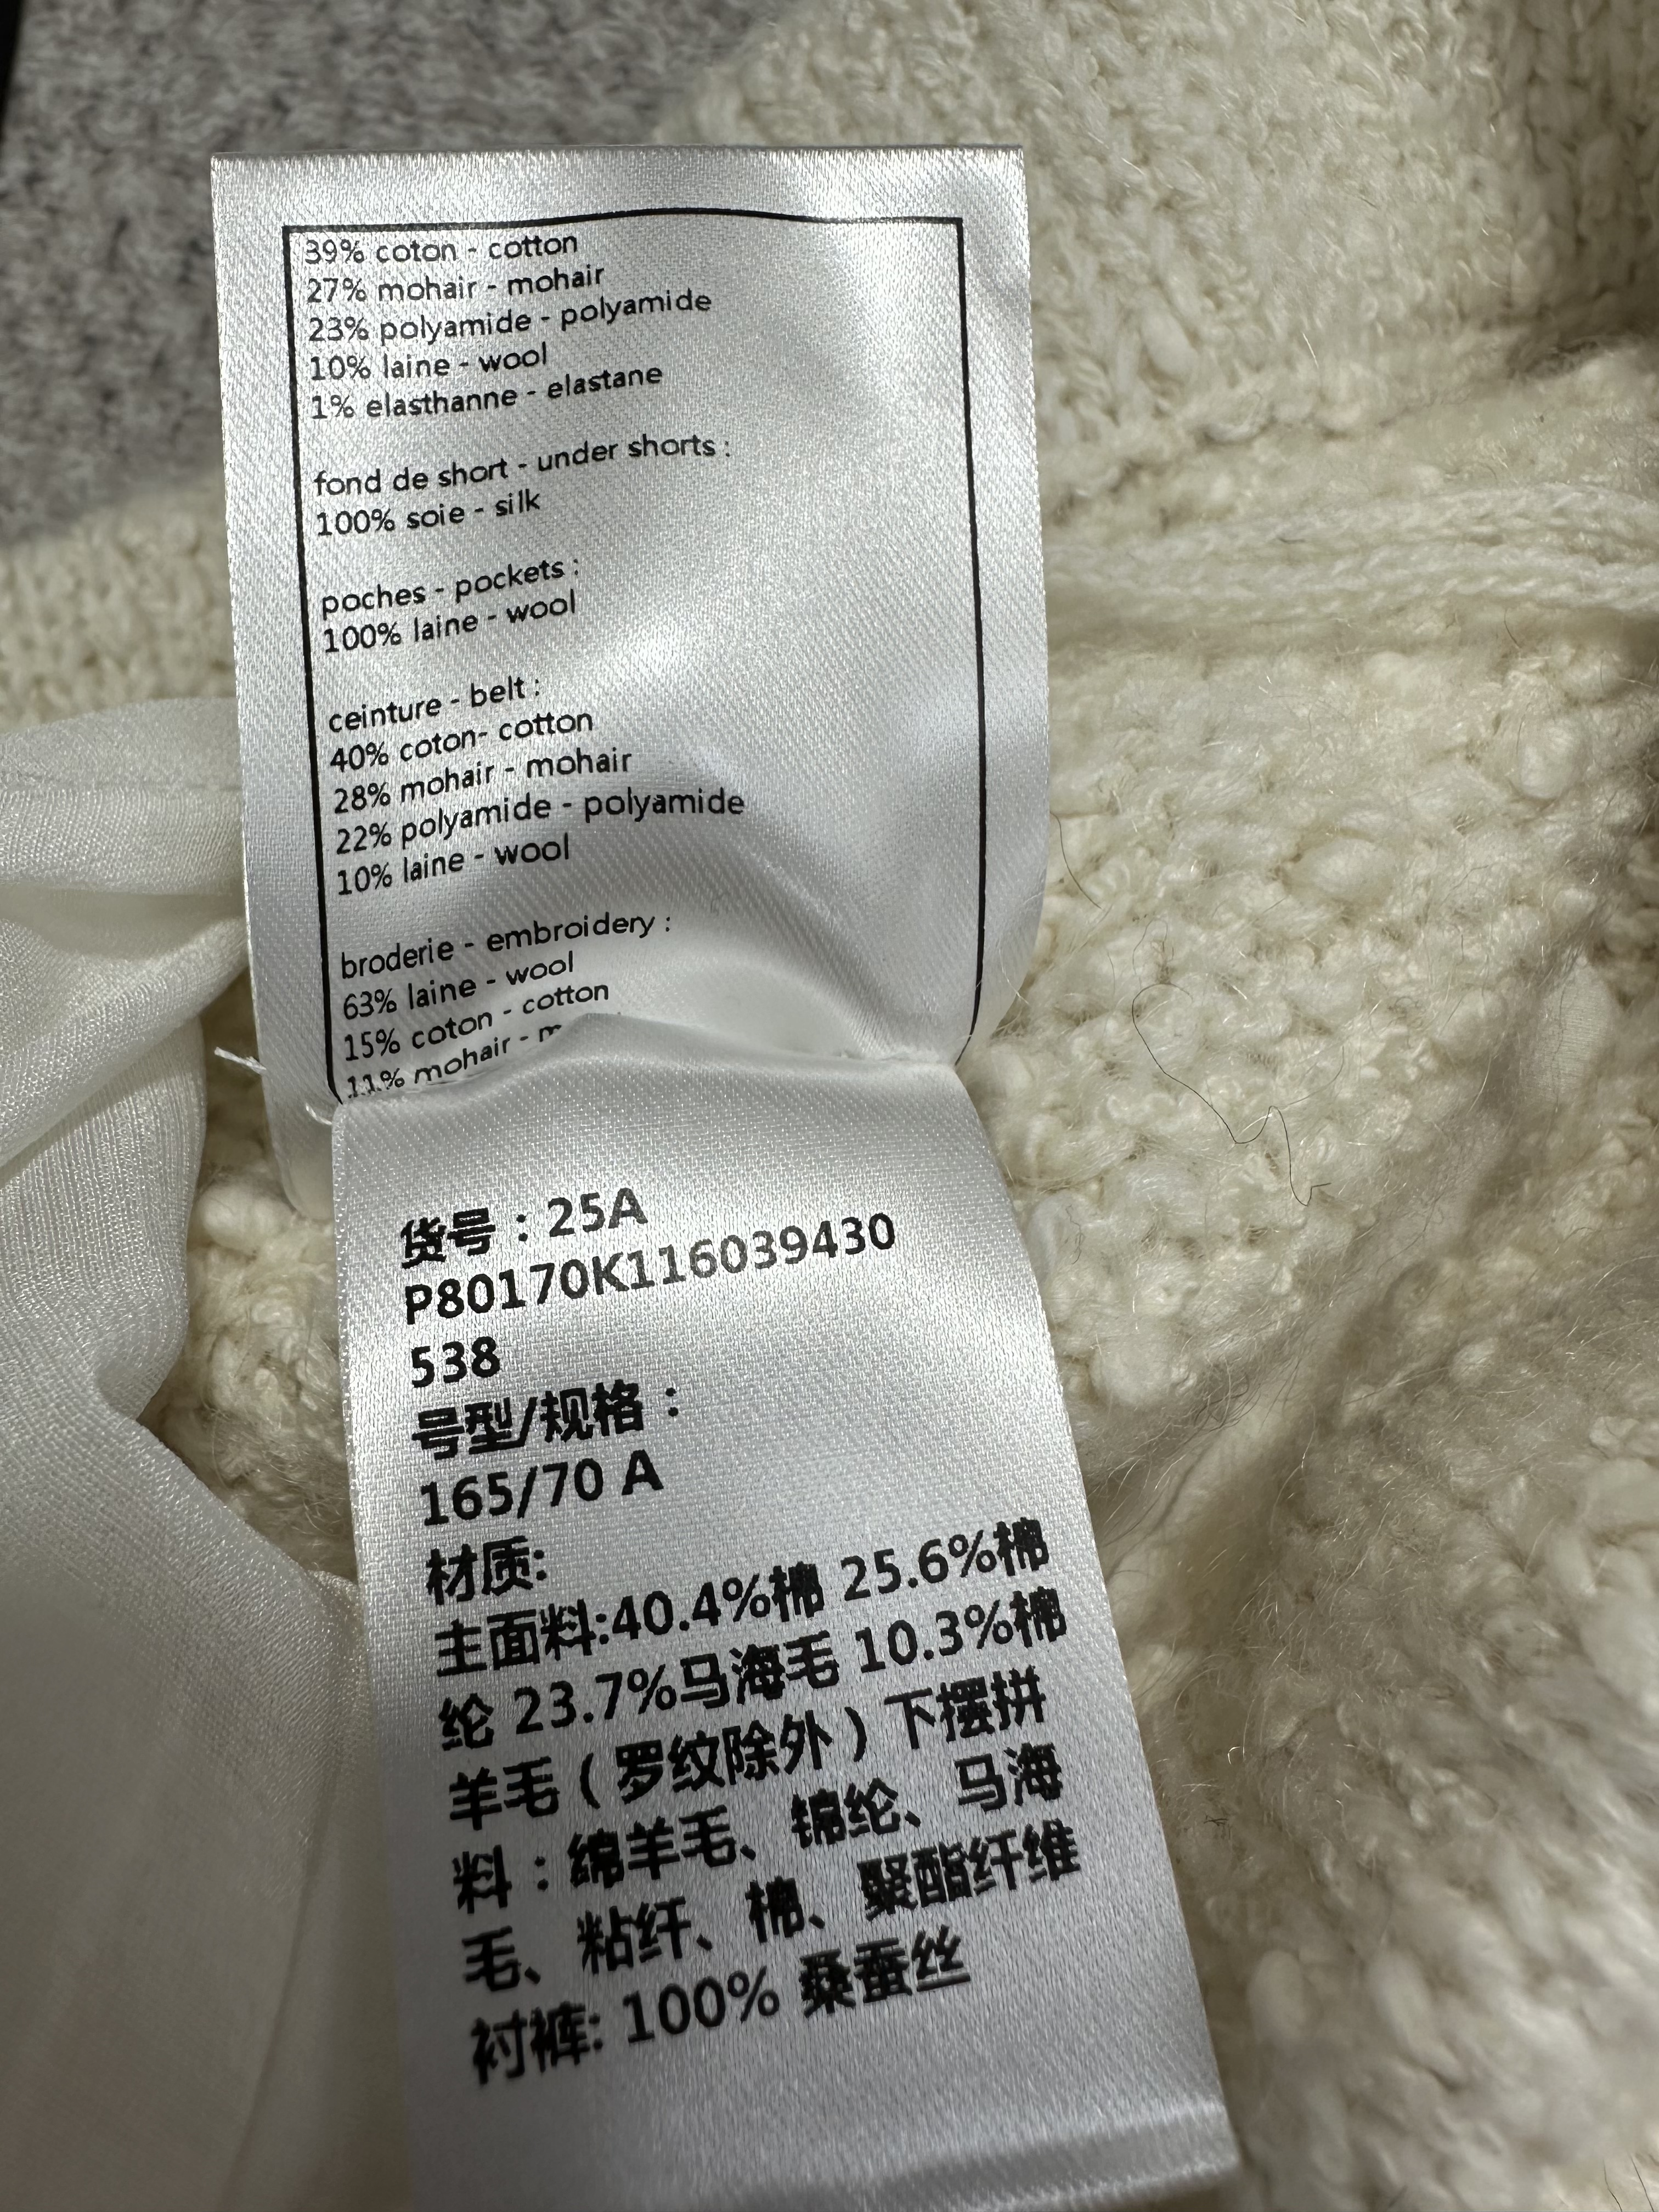 39% coton - cotton
27% mohair - mohair
23% polyamide - polyamide
10% laine - wool
1% elasthanne - elastane
fond de short - under shorts :
100% soie - silk
poches - pockets :
100% laine - wool
ceinture - belt :
40% coton- cotton
28% mohair - mohair
22% polyamide - polyamide
10% laine - wool
broderie - embroidery :
63% laine - wool
15% coton - cotton
11% mohair -
货号：25A
P80170K116039430
538
号型/规格：
165/70 A
材质:
主面料:40.4%棉 25.6%棉
纶 23.7%马海毛 10.3%棉
羊毛（罗纹除外）下摆拼
料：绵羊毛、锦纶、马海
毛、粘纤、棉、聚酯纤维
衬裤: 100% 桑蚕丝